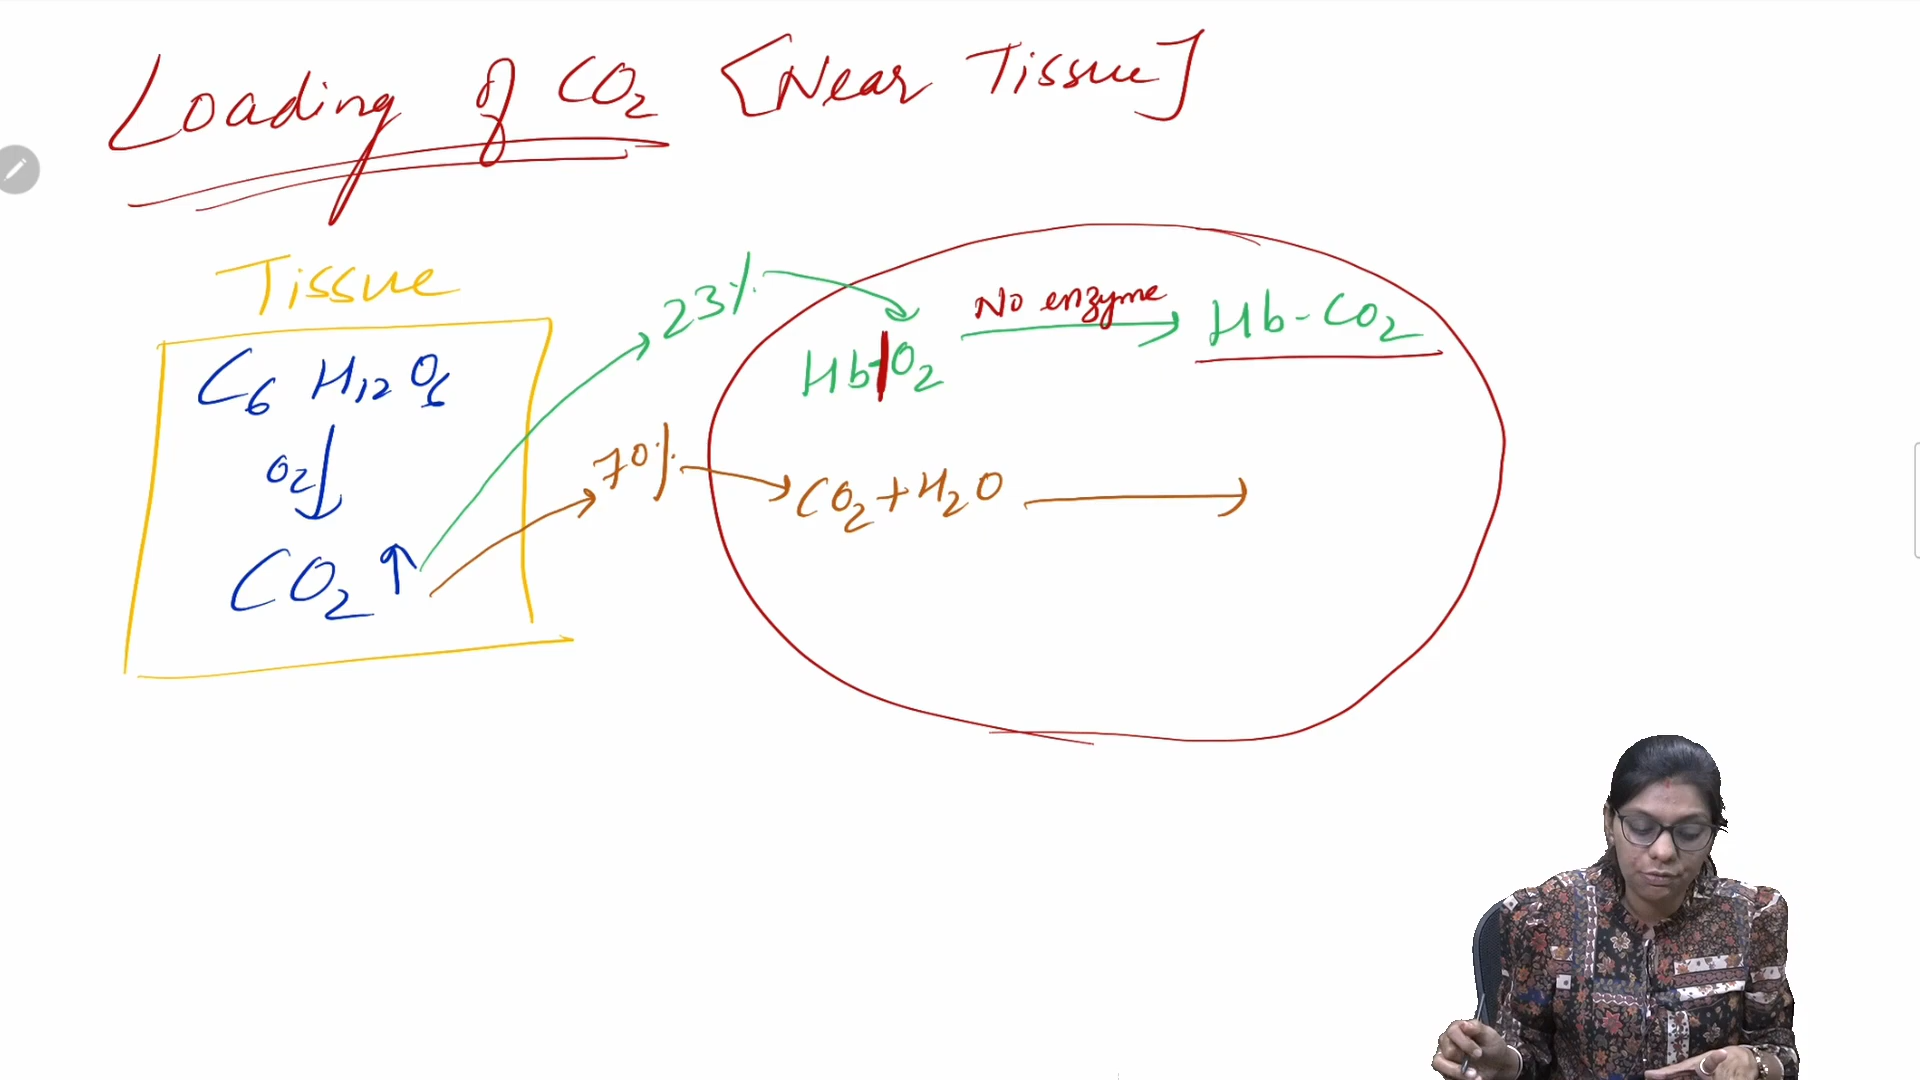 Loading of CO2 [Near Tissue]
Tissue
C6 H12 O6
O2
CO2 ↑
23%
Hb-O2
No enzyme
Hb-CO2
70%
CO2+H2O